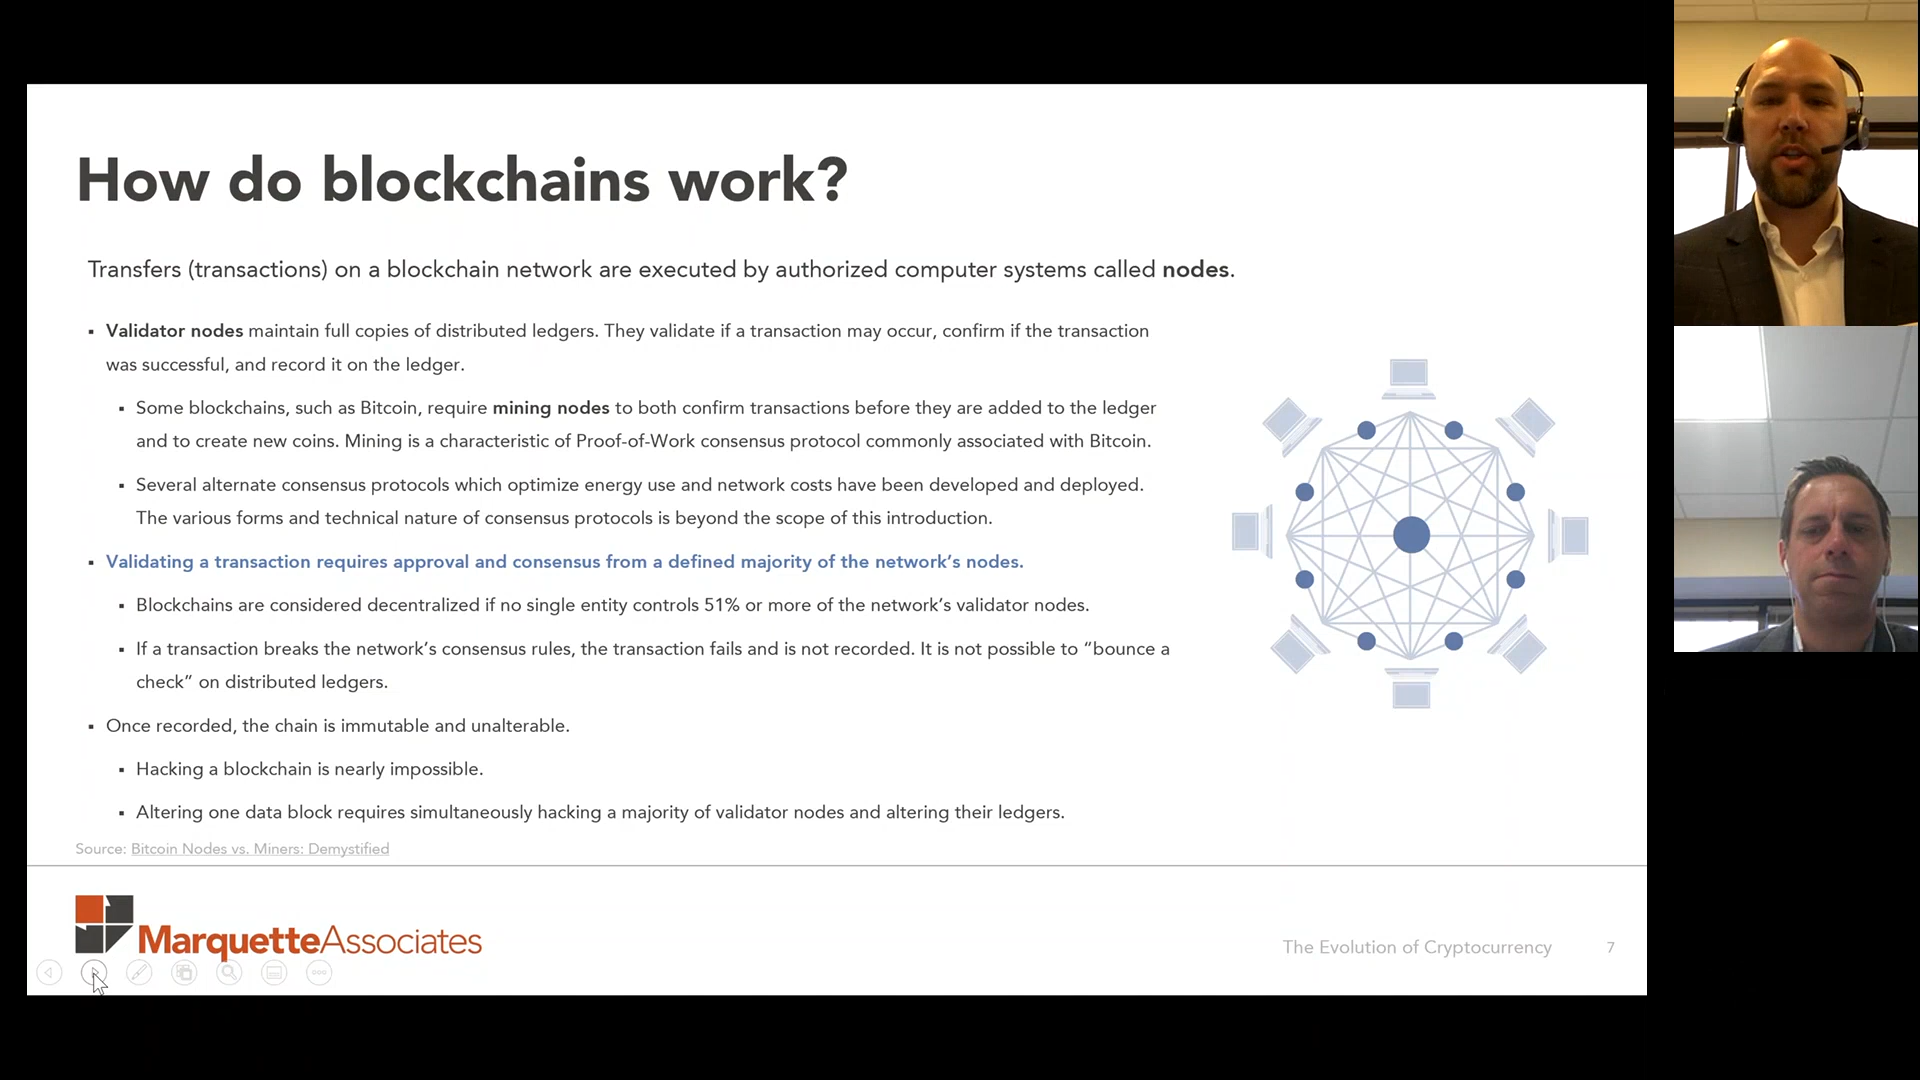 How do blockchains work?
Transfers (transactions) on a blockchain network are executed by authorized computer systems called nodes.
▪ Validator nodes maintain full copies of distributed ledgers. They validate if a transaction may occur, confirm if the transaction
was successful, and record it on the ledger.
▪ Some blockchains, such as Bitcoin, require mining nodes to both confirm transactions before they are added to the ledger
and to create new coins. Mining is a characteristic of Proof-of-Work consensus protocol commonly associated with Bitcoin.
▪ Several alternate consensus protocols which optimize energy use and network costs have been developed and deployed.
The various forms and technical nature of consensus protocols is beyond the scope of this introduction.
▪ Validating a transaction requires approval and consensus from a defined majority of the network’s nodes.
▪ Blockchains are considered decentralized if no single entity controls 51% or more of the network’s validator nodes.
▪ If a transaction breaks the network’s consensus rules, the transaction fails and is not recorded. It is not possible to “bounce a
check” on distributed ledgers.
▪ Once recorded, the chain is immutable and unalterable.
▪ Hacking a blockchain is nearly impossible.
▪ Altering one data block requires simultaneously hacking a majority of validator nodes and altering their ledgers.
Source: Bitcoin Nodes vs. Miners: Demystified
MarquetteAssociates
The Evolution of Cryptocurrency 7